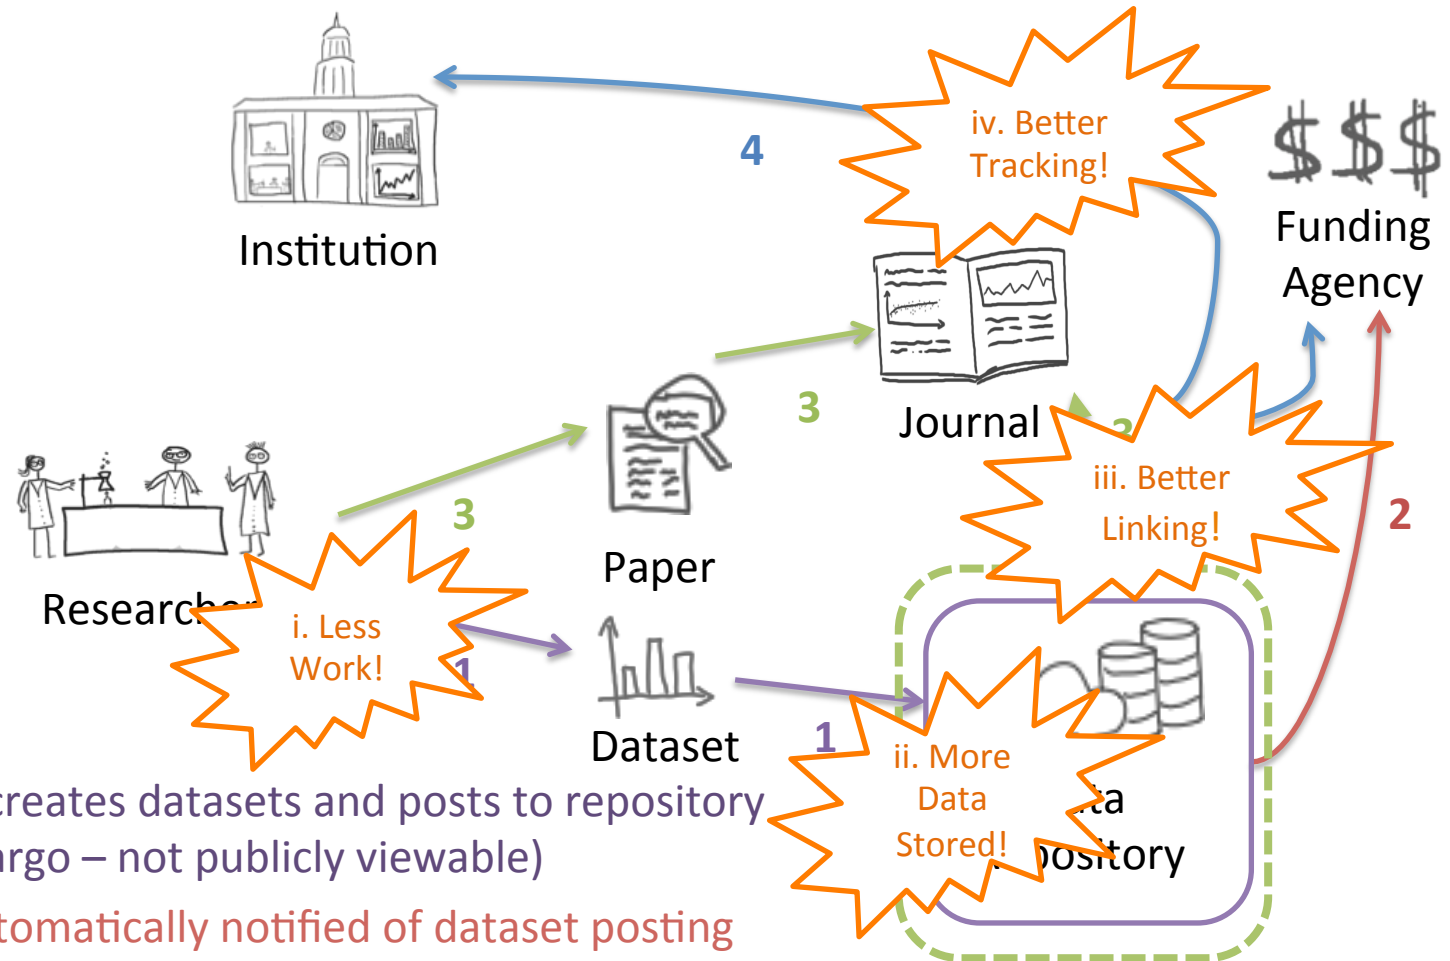 iv. Better
Tracking!
4
$$$
Funding
Agency
Institution
3
Journal
iii. Better
Linking!
2
3
Paper
i. Less
Work!
1
Dataset
1
ii. More
Data
Stored!
creates datasets and posts to repository
argo – not publicly viewable)
tomatically notified of dataset posting